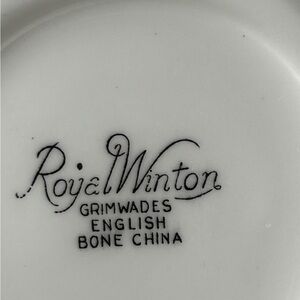 Royal Winton
GRIMWADES
ENGLISH
BONE CHINA